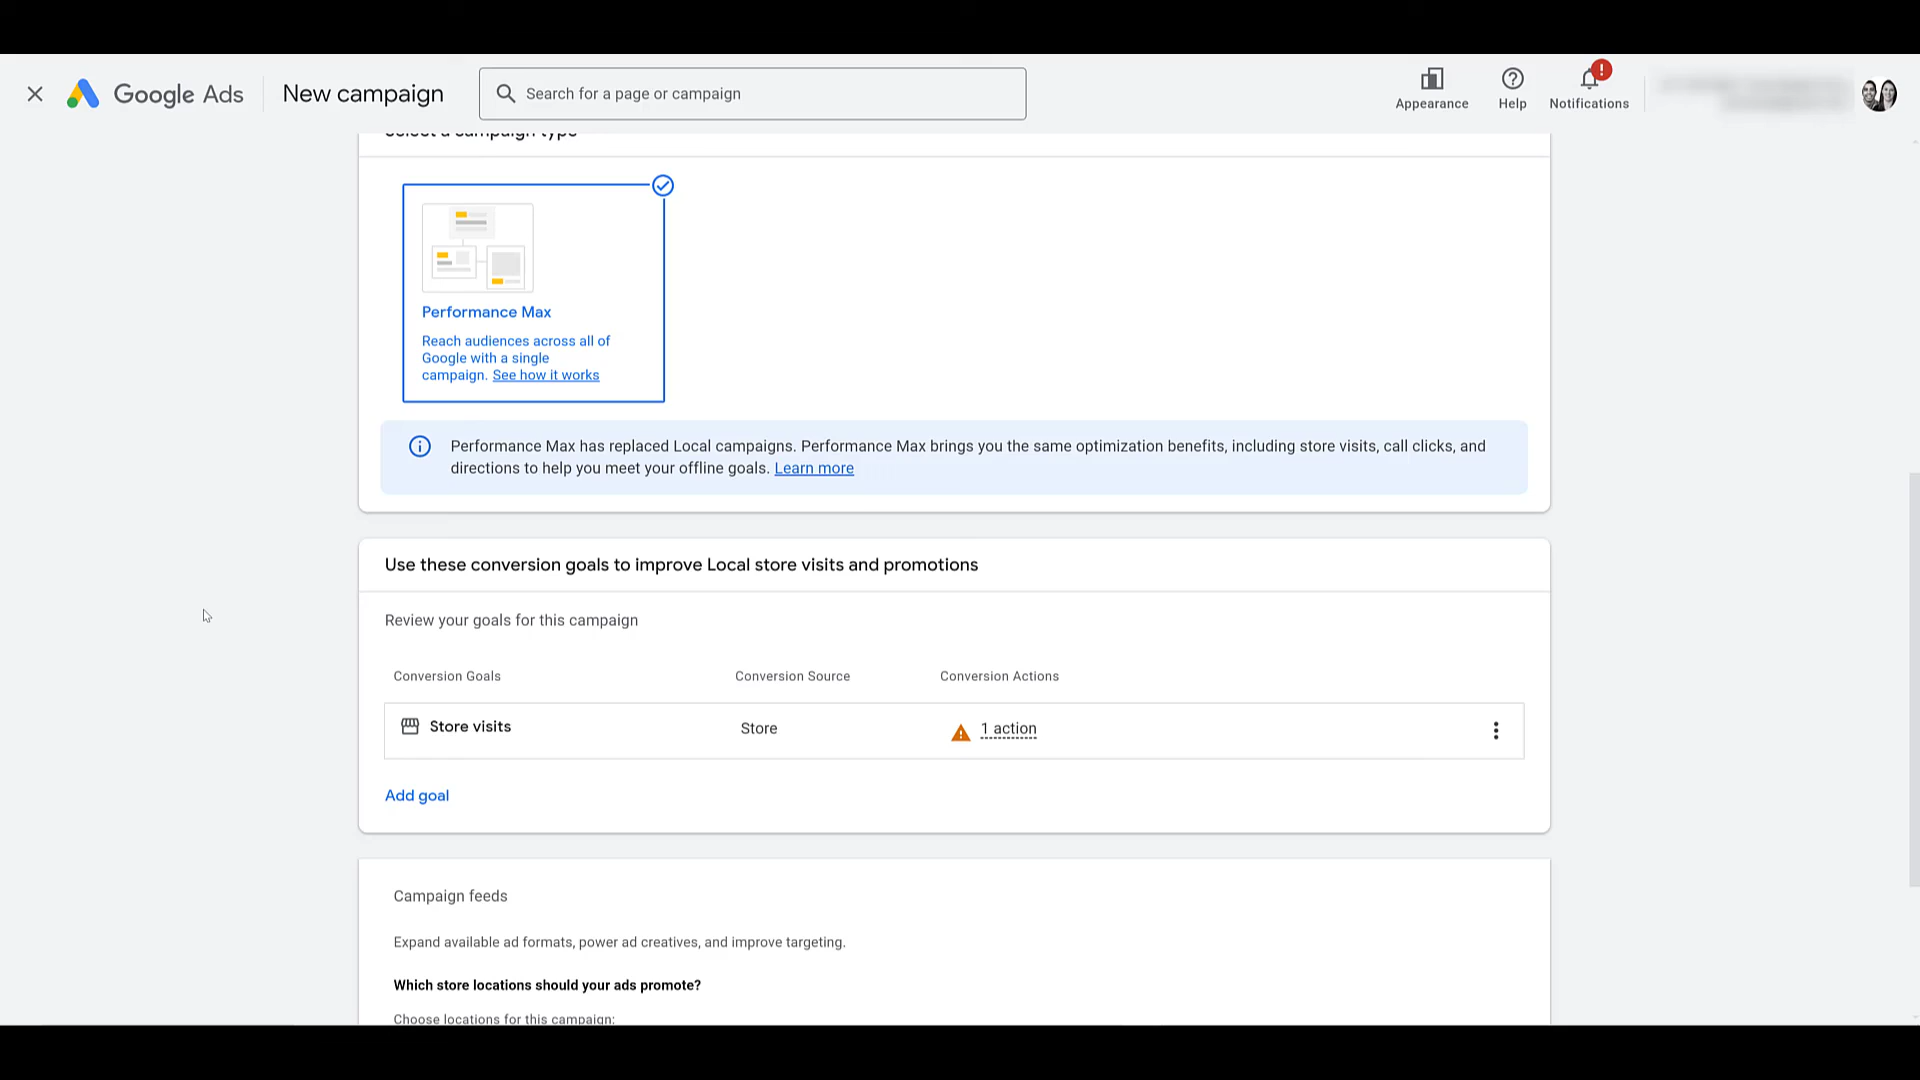 Google Ads
New campaign
Search for a page or campaign
Appearance
Help
!
Notifications
Select a campaign type
Performance Max
Reach audiences across all of
Google with a single
campaign. See how it works
Performance Max has replaced Local campaigns. Performance Max brings you the same optimization benefits, including store visits, call clicks, and
directions to help you meet your offline goals. Learn more
Use these conversion goals to improve Local store visits and promotions
Review your goals for this campaign
Conversion Goals
Conversion Source
Conversion Actions
Store visits
Store
1 action
Add goal
Campaign feeds
Expand available ad formats, power ad creatives, and improve targeting.
Which store locations should your ads promote?
Choose locations for this campaign: